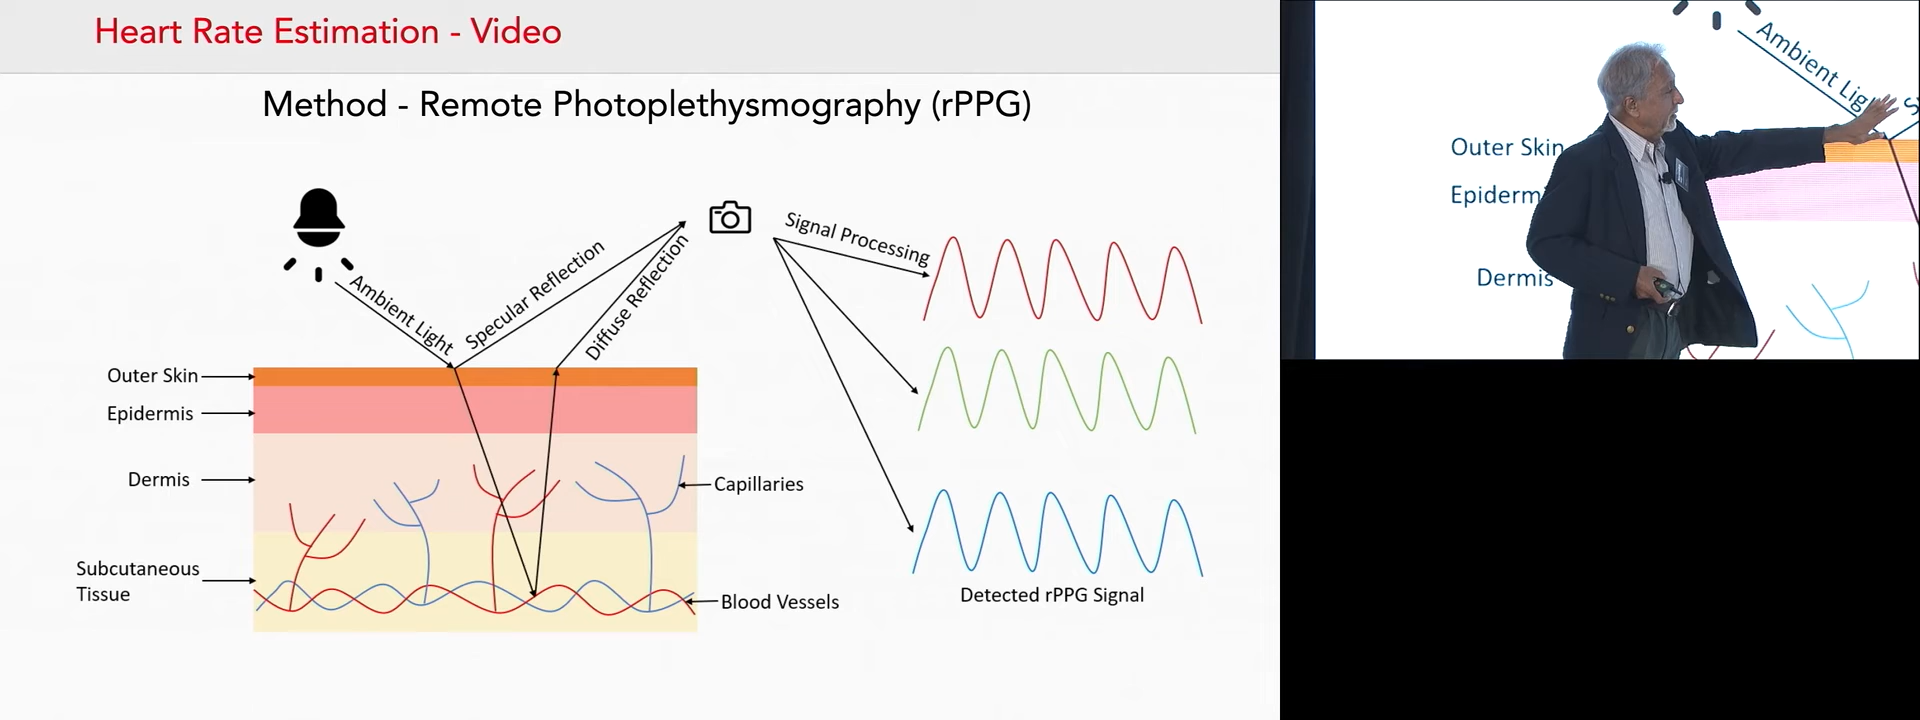 Heart Rate Estimation - Video
Method - Remote Photoplethysmography (rPPG)
Signal Processing
Specular Reflection
Diffuse Reflection
Ambient Light
Outer Skin
Epidermis
Dermis
Capillaries
Subcutaneous
Tissue
Blood Vessels
Detected rPPG Signal
Ambient Lig
Outer Skin
Epiderm
Dermis